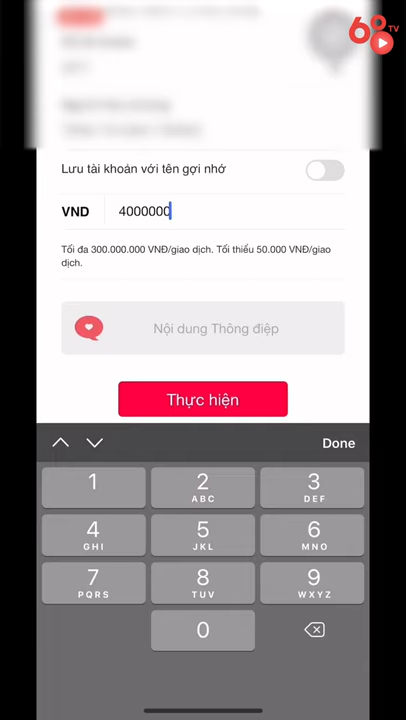 60 TV
Lưu tài khoản với tên gợi nhớ
VND 4000000
Tối đa 300.000.000 VNĐ/giao dịch. Tối thiểu 50.000 VNĐ/giao
dịch.
Nội dung Thông điệp
Thực hiện
Done
1 2 3
ABC DEF
4 5 6
GHI JKL MNO
7 8 9
PQRS TUV WXYZ
0